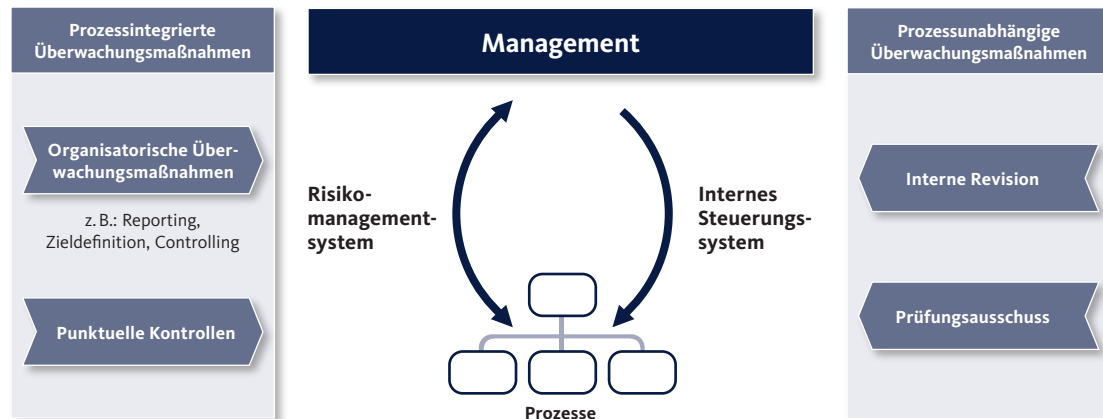 Prozessintegrierte
Überwachungsmaßnahmen
Organisatorische Über-
wachungsmaßnahmen
z. B.: Reporting,
Zieldefinition, Controlling
Punktuelle Kontrollen
Management
Risiko-
management-
system
Internes
Steuerungs-
system
Prozesse
Prozessunabhängige
Überwachungsmaßnahmen
Interne Revision
Prüfungsausschuss